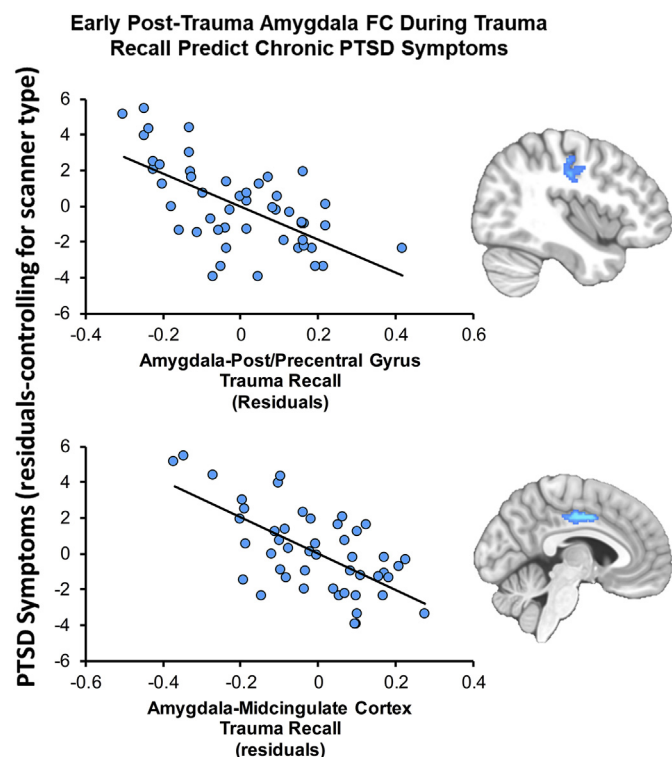 Early Post-Trauma Amygdala FC During Trauma
Recall Predict Chronic PTSD Symptoms
PTSD Symptoms (residuals-controlling for scanner type)
6
4
2
0
-2
-4
-6
-0.4
-0.2
0
0.2
0.4
0.6
Amygdala-Post/Precentral Gyrus
Trauma Recall
(Residuals)
6
4
2
0
-2
-4
-6
-0.6
-0.4
-0.2
0
0.2
0.4
Amygdala-Midcingulate Cortex
Trauma Recall
(residuals)